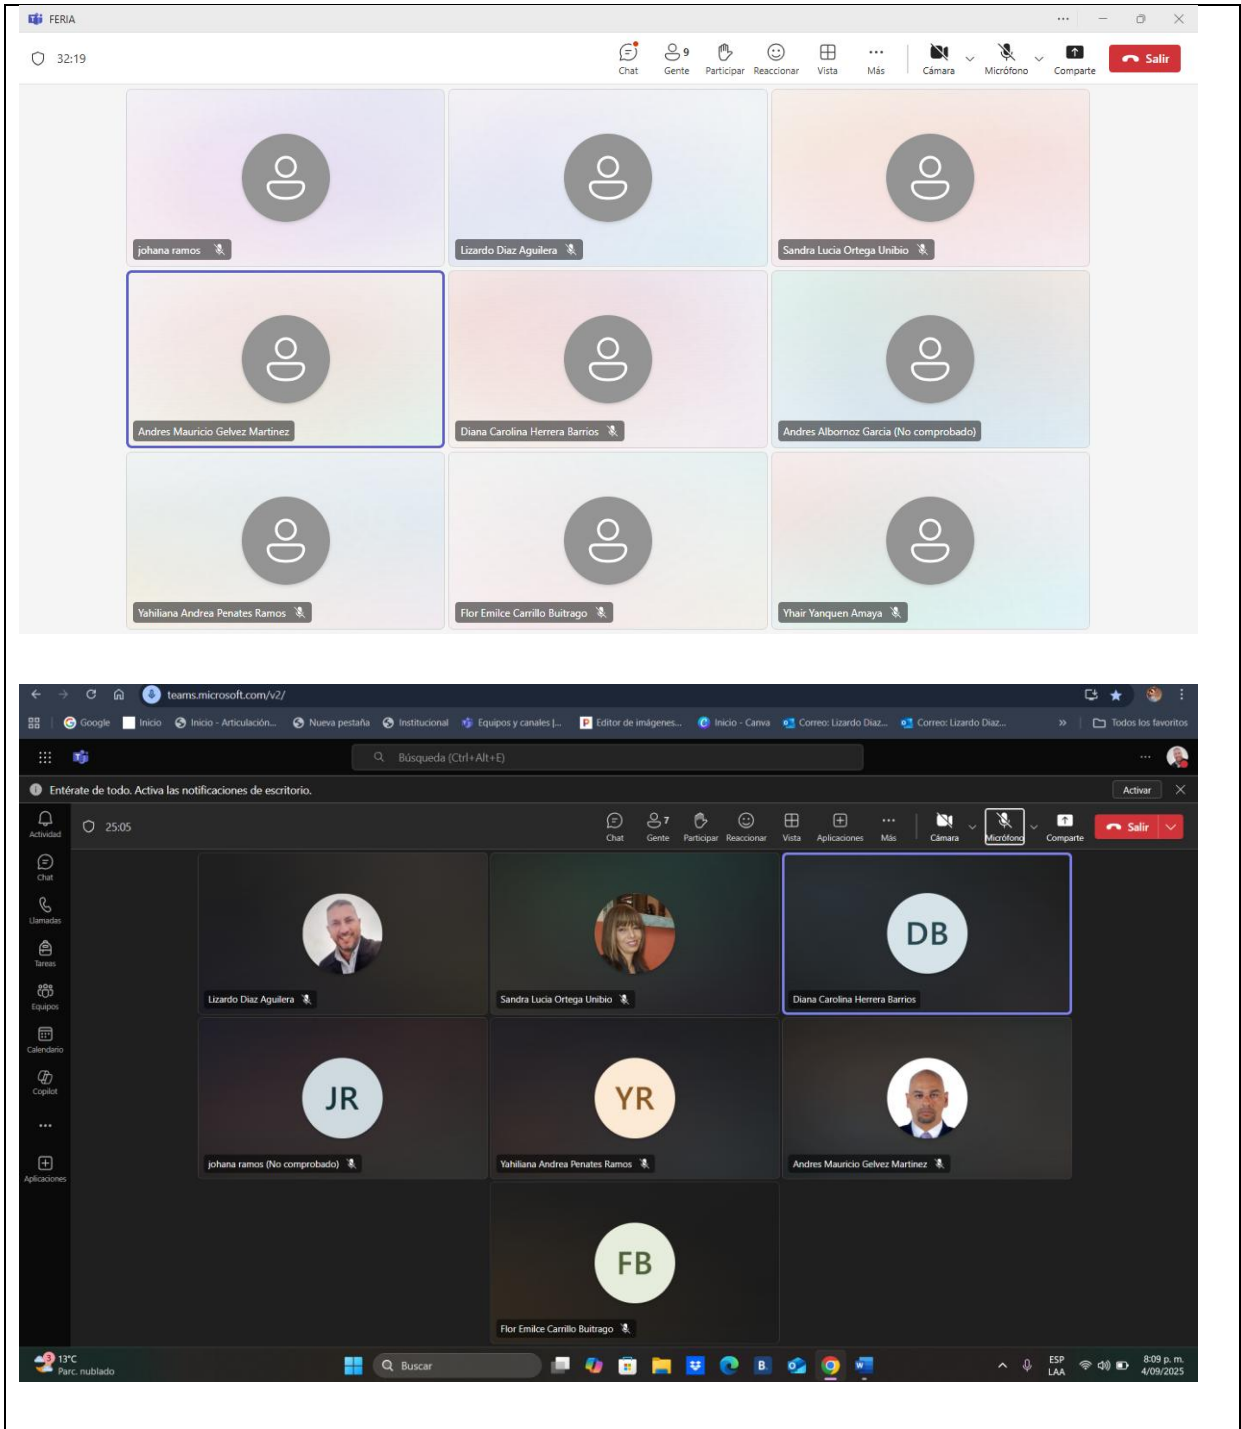 FERIA
32:19
Chat
9
Gente
Participar
Reaccionar
Vista
Más
Cámara
Micrófono
Comparte
Salir
johana ramos
Lizardo Diaz Aguilera
Sandra Lucia Ortega Unibio
Andres Mauricio Gelvez Martinez
Diana Carolina Herrera Barrios
Andres Albornoz Garcia (No comprobado)
Yahiliana Andrea Penates Ramos
Flor Emilce Carrillo Buitrago
Yhair Yanquen Amaya
teams.microsoft.com/v2/
Google
Inicio
Inicio - Articulación...
Nueva pestaña
Institucional
Equipos y canales |...
Editor de imágenes...
Inicio - Canva
Correo: Lizardo Diaz...
Correo: Lizardo Diaz...
»
Todos los favoritos
Búsqueda (Ctrl+Alt+E)
Entérate de todo. Activa las notificaciones de escritorio.
Activar
Actividad
25:05
Chat
7
Gente
Participar
Reaccionar
Vista
Aplicaciones
Más
Cámara
Micrófono
Comparte
Salir
Chat
Llamadas
Tareas
Equipos
Calendario
Copilot
Aplicaciones
Lizardo Diaz Aguilera
Sandra Lucia Ortega Unibio
DB
Diana Carolina Herrera Barrios
JR
johana ramos (No comprobado)
YR
Yahiliana Andrea Penates Ramos
Andres Mauricio Gelvez Martinez
FB
Flor Emilce Carrillo Buitrago
3
13°C
Parc. nublado
Buscar
B.
ESP
LAA
8:09 p. m.
4/09/2025